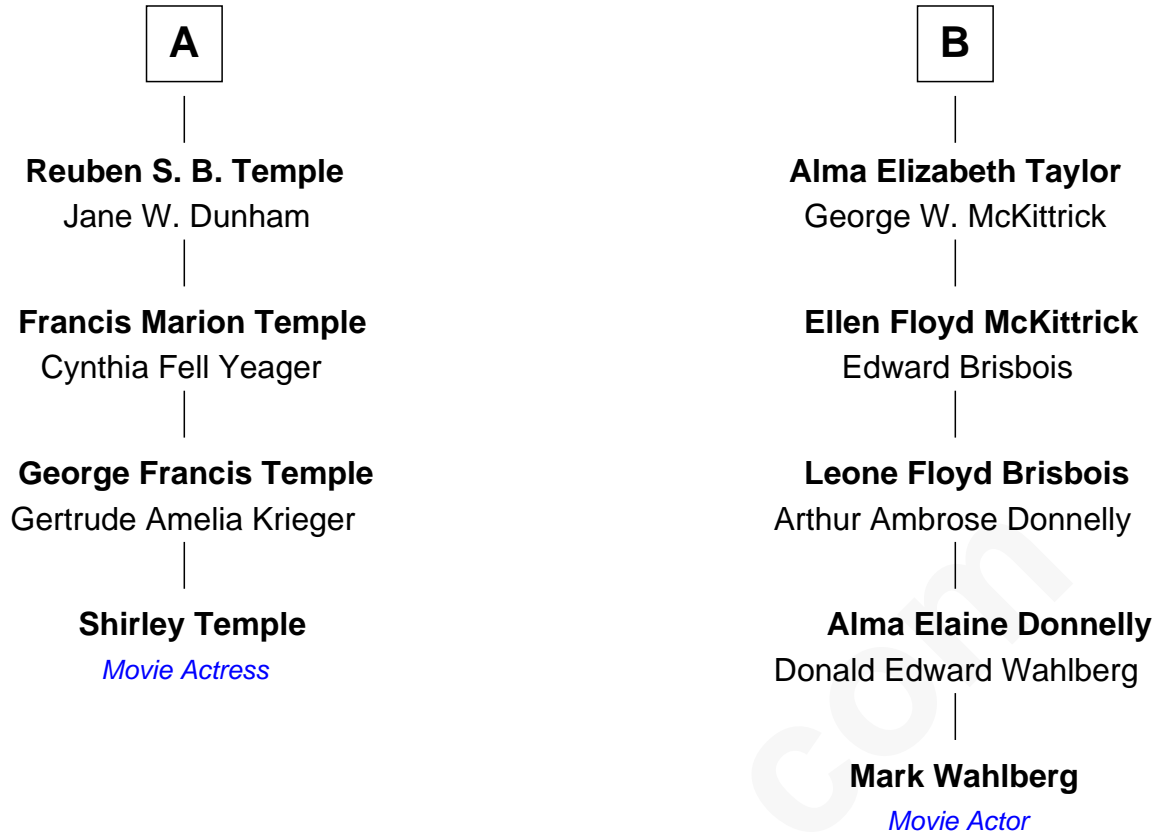 A
Reuben S. B. Temple
Jane W. Dunham
Francis Marion Temple
Cynthia Fell Yeager
George Francis Temple
Gertrude Amelia Krieger
Shirley Temple
Movie Actress
B
Alma Elizabeth Taylor
George W. McKittrick
Ellen Floyd McKittrick
Edward Brisbois
Leone Floyd Brisbois
Arthur Ambrose Donnelly
Alma Elaine Donnelly
Donald Edward Wahlberg
Mark Wahlberg
Movie Actor
com